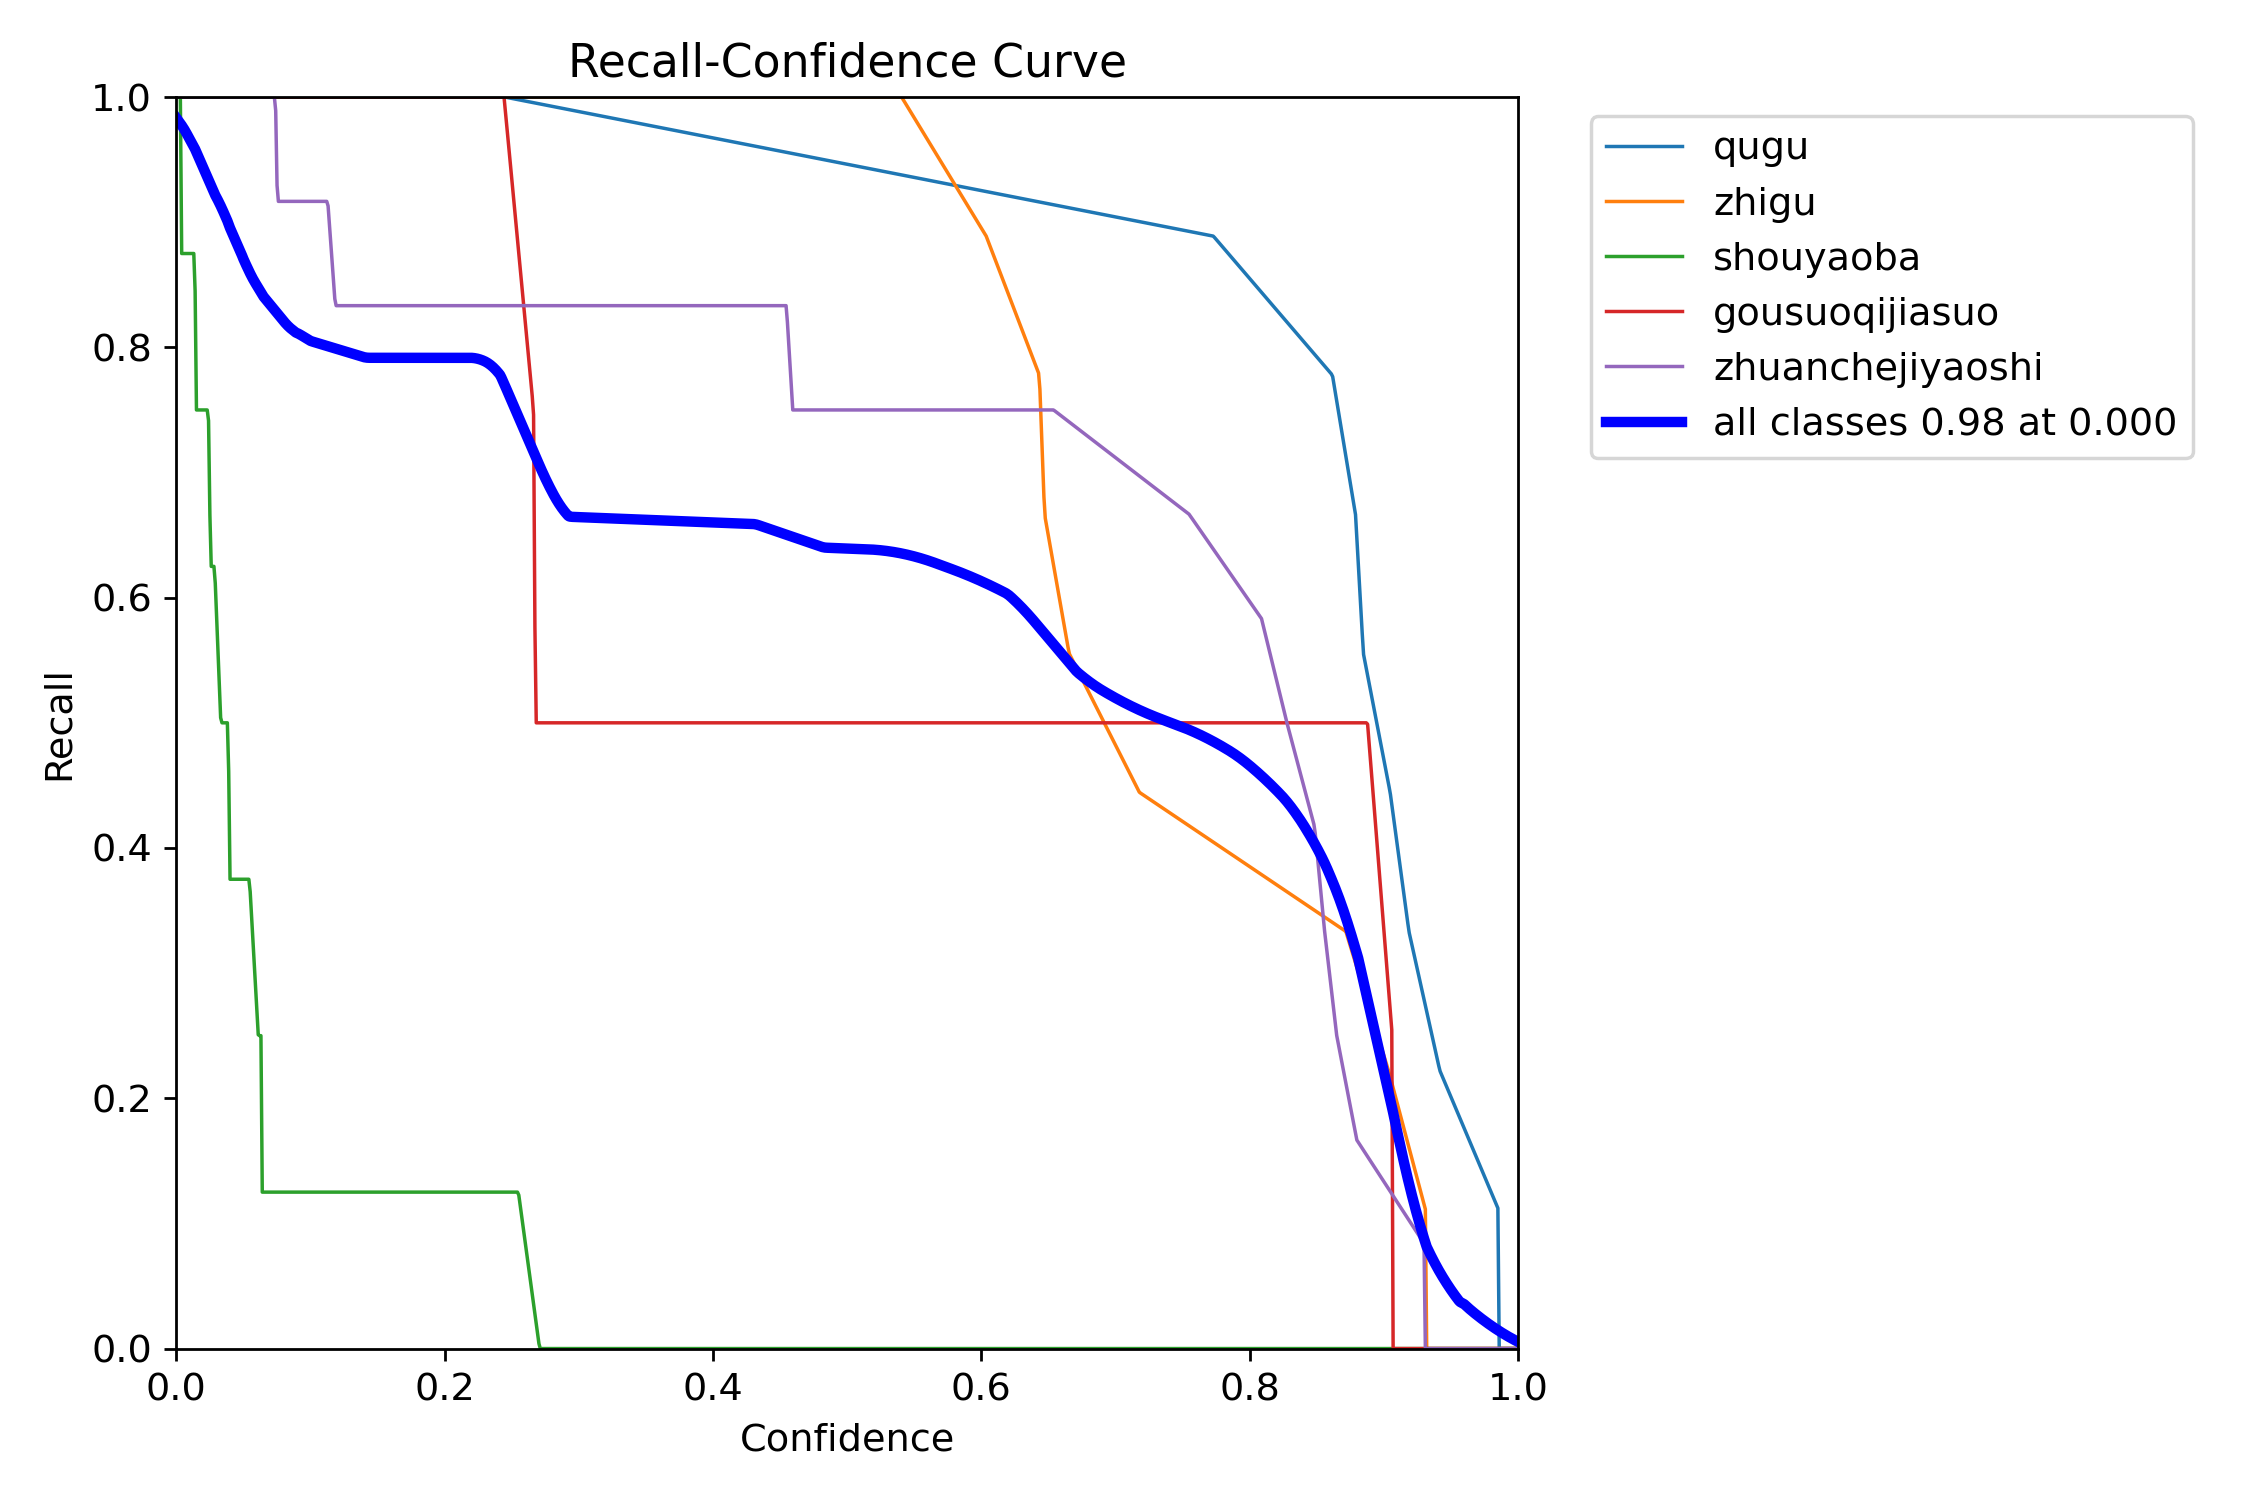 Recall-Confidence Curve
1.0
0.8
0.6
0.4
0.2
0.0
Recall
0.0 0.2 0.4 0.6 0.8 1.0
Confidence
qugu
zhigu
shouyaoba
gousuoqijiasuo
zhuanchejiyaoshi
all classes 0.98 at 0.000